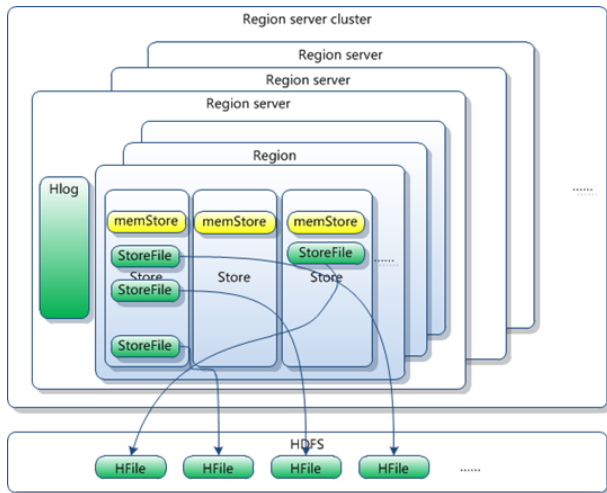 Region server cluster
Region server
Region server
Region server
Region
Hlog
memStore
memStore
memStore
StoreFile
StoreFile
Store
Store
Store
StoreFile
StoreFile
......
......
HDFS
HFile
HFile
HFile
HFile
......